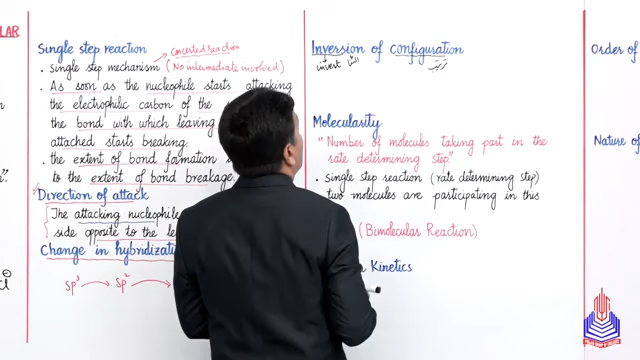 LAR
Single step reaction
concerted reaction
. Single step mechanism (No intermediate involved)
. As soon as the nucleophile starts attacking
the electrophilic carbon of the
the bond with which leaving
attached starts breaking.
. the extent of bond formation
to the extent of bond breakage.
Direction of attack
The attacking nucleophile
side opposite to the
Change in hybridizati
Sp³ → Sp² →
Inversion of configuration
invert الٹا ترتیب
Molecularity
"Number of molecules taking part in the
rate determining step"
. Single step reaction (rate determining step)
two molecules are participating in this
(Bimolecular Reaction)
Kinetics
Order of
Nature of